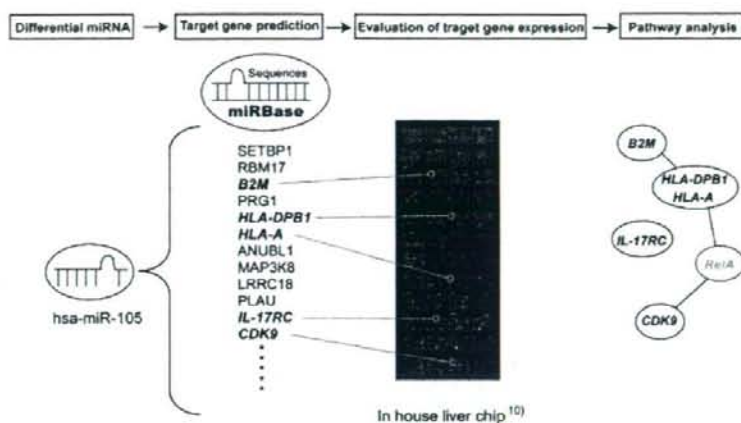 Differential miRNA
Target gene prediction
Evaluation of traget gene expression
Pathway analysis
Sequences
miRBase
SETBP1
RBM17
B2M
PRG1
HLA-DPB1
HLA-A
ANUBL1
MAP3K8
LRRC18
PLAU
IL-17RC
CDK9
hsa-miR-105
In house liver chip 10)
B2M
HLA-DPB1
HLA-A
IL-17RC
RelA
CDK9